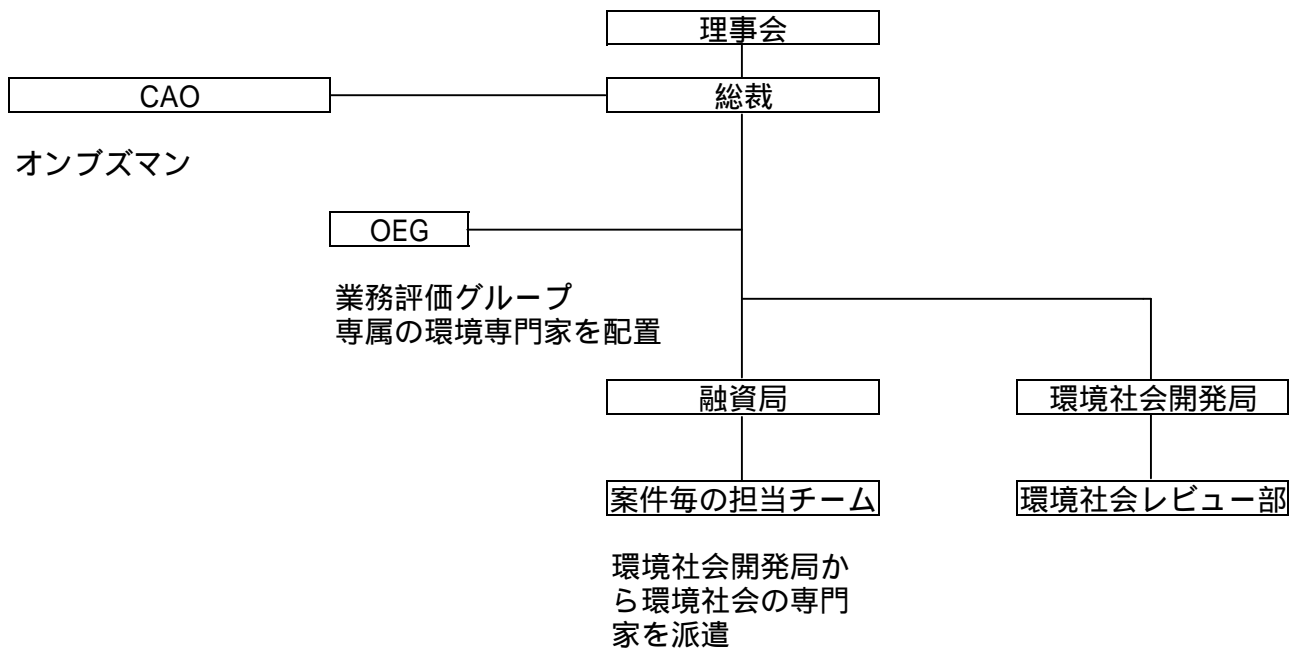 理事会
CAO
総裁
オンブズマン
OEG
業務評価グループ
専属の環境専門家を配置
融資局
環境社会開発局
案件毎の担当チーム
環境社会レビュー部
環境社会開発局か
ら環境社会の専門
家を派遣